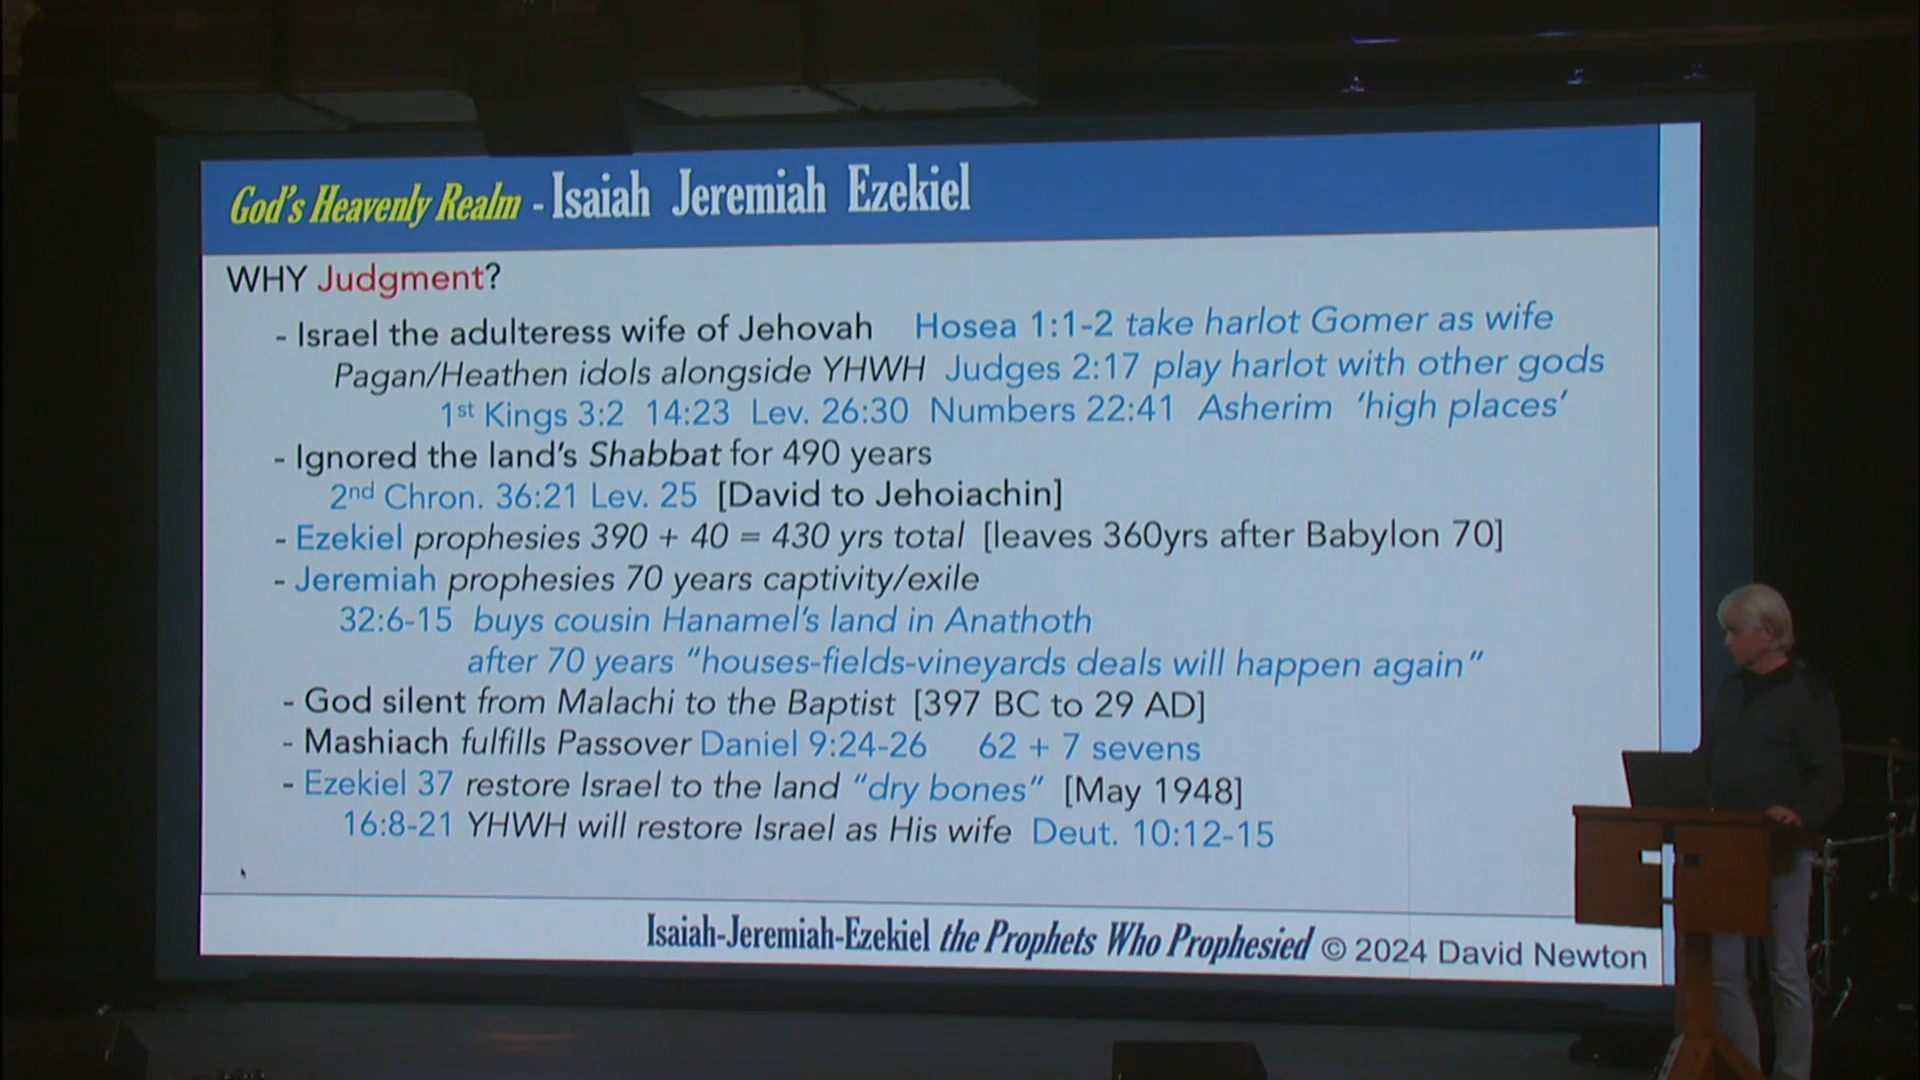 God's Heavenly Realm - Isaiah Jeremiah Ezekiel
WHY Judgment?
- Israel the adulteress wife of Jehovah Hosea 1:1-2 take harlot Gomer as wife
Pagan/Heathen idols alongside YHWH Judges 2:17 play harlot with other gods
1st Kings 3:2 14:23 Lev. 26:30 Numbers 22:41 Asherim 'high places'
- Ignored the land's Shabbat for 490 years
2nd Chron. 36:21 Lev. 25 [David to Jehoiachin]
- Ezekiel prophesies 390 + 40 = 430 yrs total [leaves 360yrs after Babylon 70]
- Jeremiah prophesies 70 years captivity/exile
32:6-15 buys cousin Hanamel's land in Anathoth
after 70 years "houses-fields-vineyards deals will happen again"
- God silent from Malachi to the Baptist [397 BC to 29 AD]
- Mashiach fulfills Passover Daniel 9:24-26 62 + 7 sevens
- Ezekiel 37 restore Israel to the land "dry bones" [May 1948]
16:8-21 YHWH will restore Israel as His wife Deut. 10:12-15
Isaiah-Jeremiah-Ezekiel the Prophets Who Prophesied © 2024 David Newton